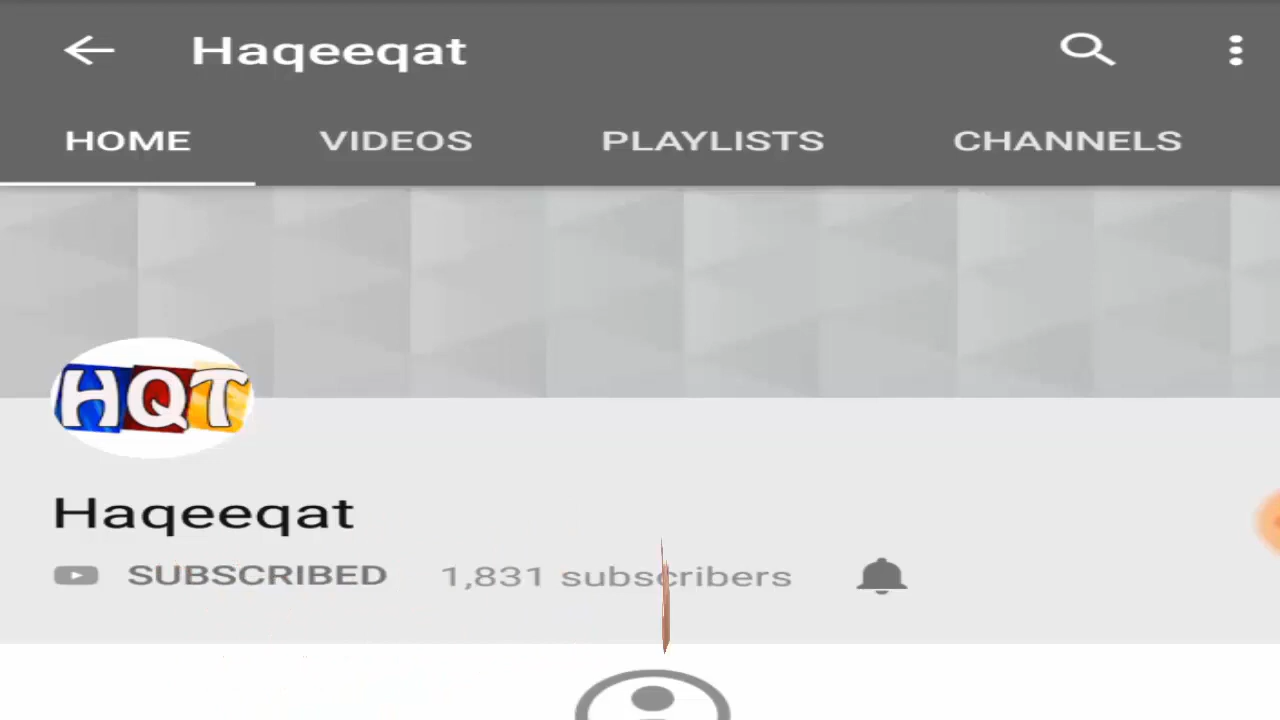 Haqeeqat
HOME VIDEOS PLAYLISTS CHANNELS
HQT
Haqeeqat
SUBSCRIBED 1,831 subscribers